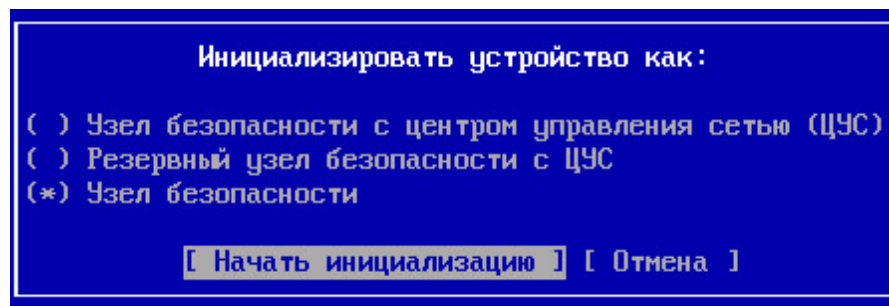 Инициализировать устройство как:
( ) Узел безопасности с центром управления сетью (ЦУС)
( ) Резервный узел безопасности с ЦУС
(*) Узел безопасности
[ Начать инициализацию ] [ Отмена ]